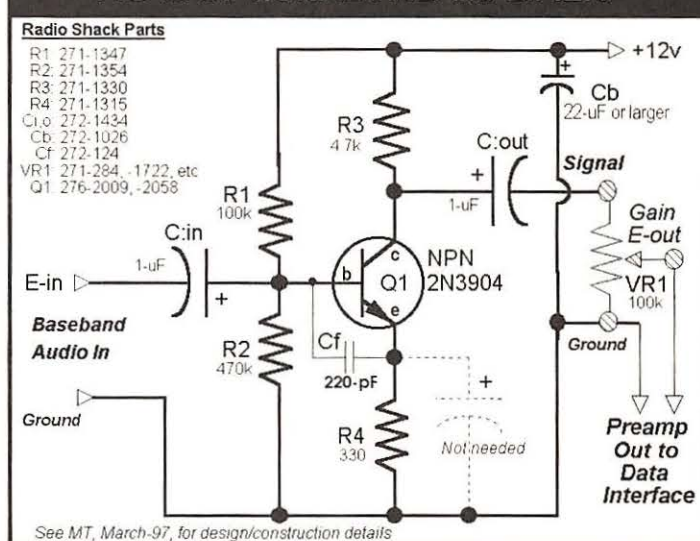 Radio Shack Parts
R1: 271-1347
R2: 271-1354
R3: 271-1330
R4: 271-1315
Ci,o: 272-1434
Cb: 272-1026
Cf: 272-124
VR1: 271-284, -1722, etc
Q1: 276-2009, -2058
+12v
+
Cb
22-uF or larger
R3
4.7k
C:out
+
1-uF
Signal
R1
100k
Gain
E-out
VR1
100k
C:in
1-uF
+
E-in
Baseband
Audio In
b
c
e
Q1
NPN
2N3904
R2
470k
Cf
220-pF
Ground
Ground
+
Not needed
R4
330
Preamp
Out to
Data
Interface
See MT, March-97, for design/construction details